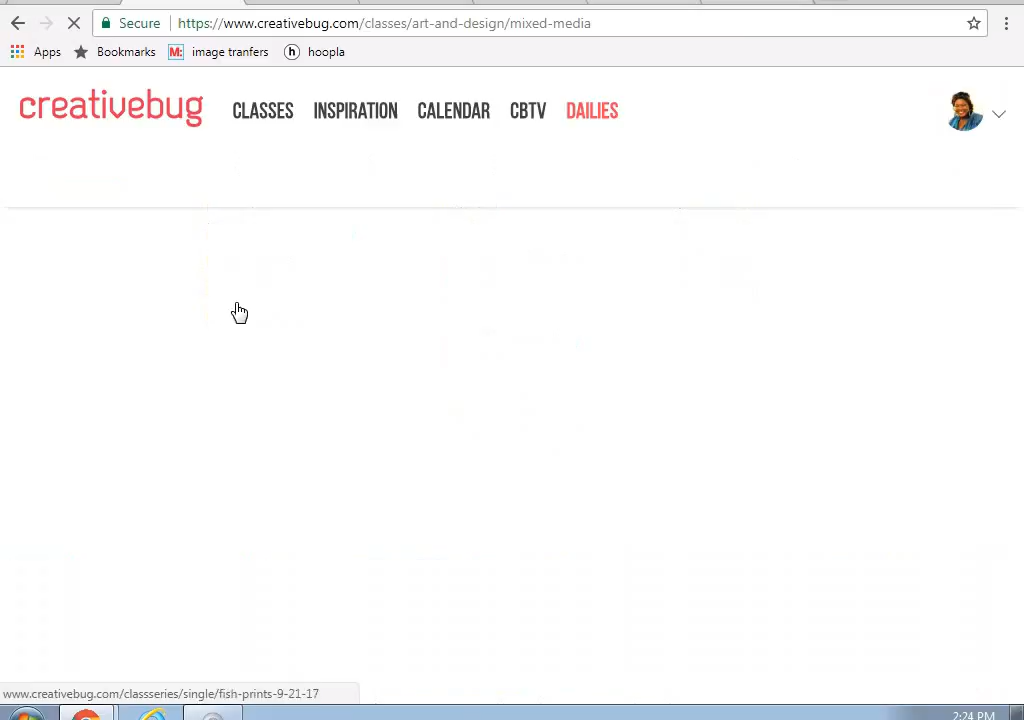 Secure https://www.creativebug.com/classes/art-and-design/mixed-media
Apps Bookmarks M: image tranfers h hoopla
creativebug CLASSES INSPIRATION CALENDAR CBTV DAILIES
www.creativebug.com/classseries/single/fish-prints-9-21-17
2:24 PM